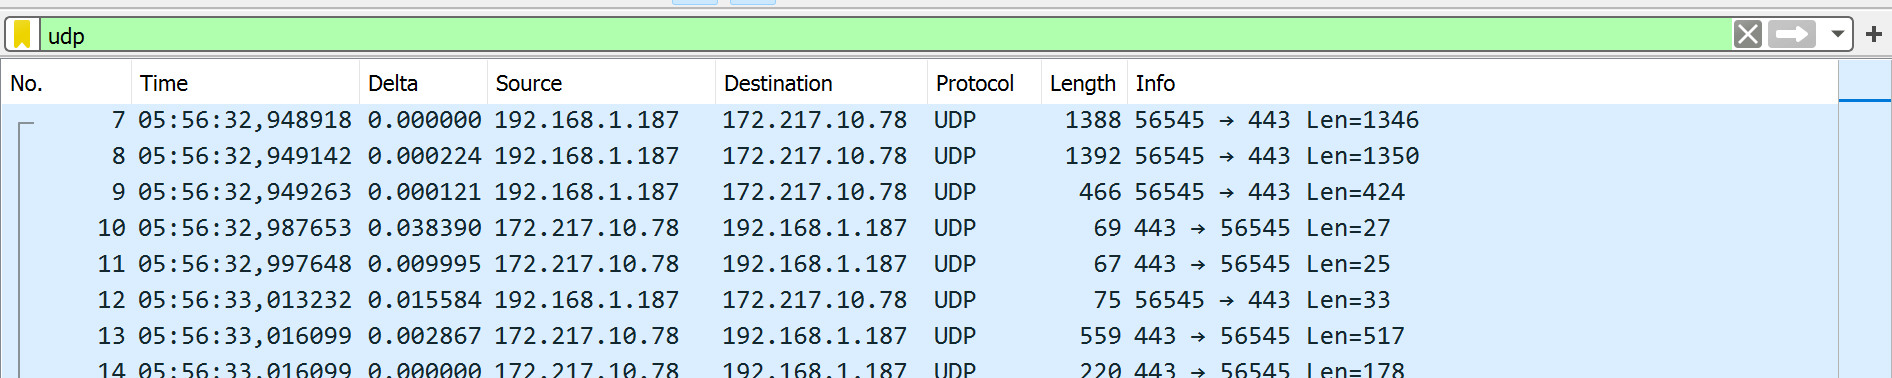 udp
No. Time Delta Source Destination Protocol Length Info
7 05:56:32,948918 0.000000 192.168.1.187 172.217.10.78 UDP 1388 56545 → 443 Len=1346
8 05:56:32,949142 0.000224 192.168.1.187 172.217.10.78 UDP 1392 56545 → 443 Len=1350
9 05:56:32,949263 0.000121 192.168.1.187 172.217.10.78 UDP 466 56545 → 443 Len=424
10 05:56:32,987653 0.038390 172.217.10.78 192.168.1.187 UDP 69 443 → 56545 Len=27
11 05:56:32,997648 0.009995 172.217.10.78 192.168.1.187 UDP 67 443 → 56545 Len=25
12 05:56:33,013232 0.015584 192.168.1.187 172.217.10.78 UDP 75 56545 → 443 Len=33
13 05:56:33,016099 0.002867 172.217.10.78 192.168.1.187 UDP 559 443 → 56545 Len=517
14 05:56:33,016099 0.000000 172.217.10.78 192.168.1.187 UDP 220 443 → 56545 Len=178